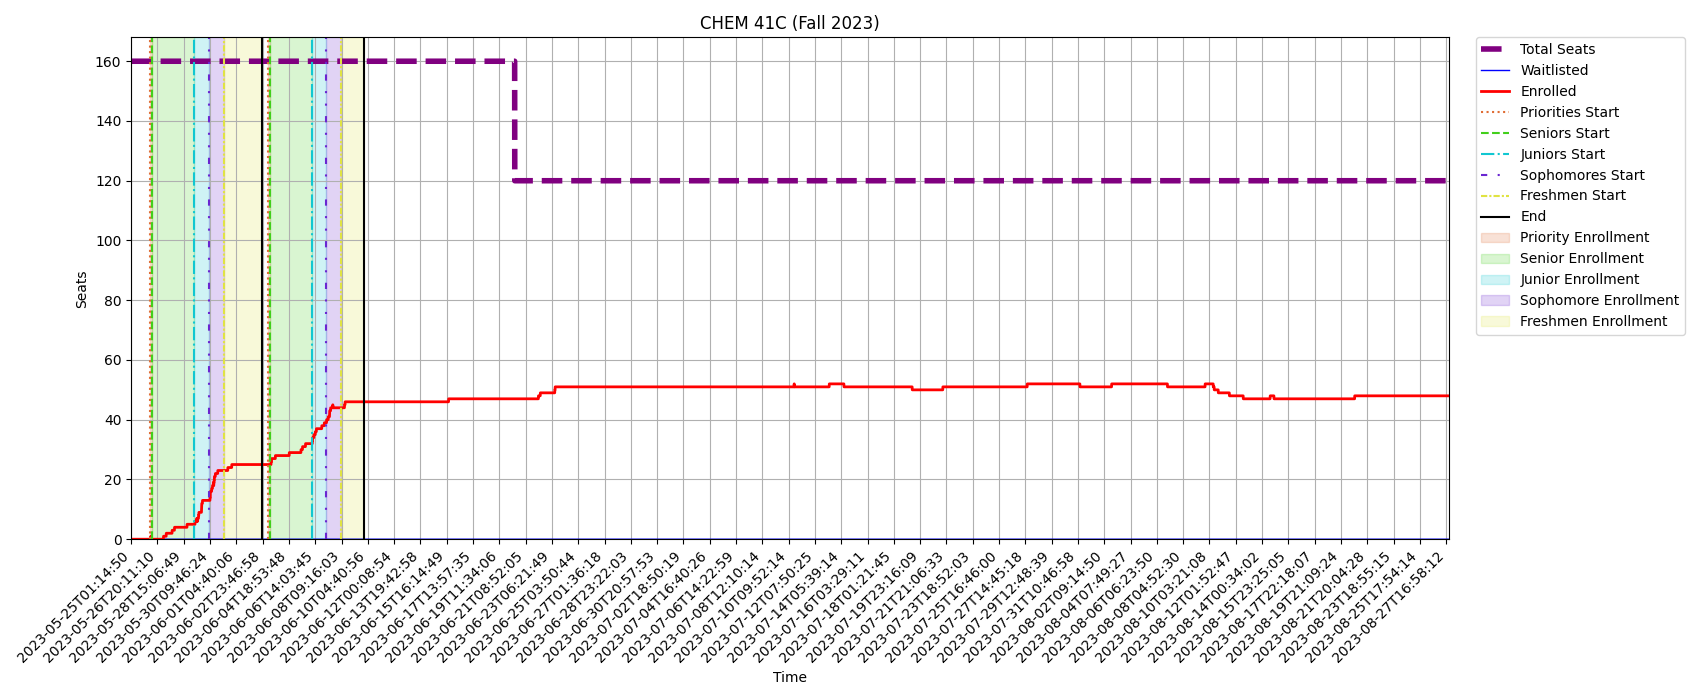 CHEM 41C (Fall 2023)
Total Seats
Waitlisted
Enrolled
Priorities Start
Seniors Start
Juniors Start
Sophomores Start
Freshmen Start
End
Priority Enrollment
Senior Enrollment
Junior Enrollment
Sophomore Enrollment
Freshmen Enrollment
Seats
160
140
120
100
80
60
40
20
0
2023-05-25T01:14:50
2023-05-26T20:11:10
2023-05-28T15:06:49
2023-05-30T09:46:24
2023-06-01T04:40:06
2023-06-02T23:46:58
2023-06-04T18:53:48
2023-06-06T14:03:45
2023-06-08T09:16:03
2023-06-10T04:40:56
2023-06-12T00:08:54
2023-06-13T19:42:58
2023-06-15T16:14:49
2023-06-17T13:57:35
2023-06-19T11:34:06
2023-06-21T08:52:05
2023-06-23T06:21:49
2023-06-25T03:50:44
2023-06-27T01:36:18
2023-06-28T23:22:03
2023-06-30T20:57:53
2023-07-02T18:50:19
2023-07-04T16:40:26
2023-07-06T14:22:59
2023-07-08T12:10:14
2023-07-10T09:52:14
2023-07-12T07:50:25
2023-07-14T05:39:14
2023-07-16T03:29:11
2023-07-18T01:21:45
2023-07-19T23:16:09
2023-07-21T21:06:33
2023-07-23T18:52:03
2023-07-25T16:46:00
2023-07-27T14:45:18
2023-07-29T12:48:39
2023-07-31T10:46:58
2023-08-02T09:14:50
2023-08-04T07:49:27
2023-08-06T06:23:50
2023-08-08T04:52:30
2023-08-10T03:21:08
2023-08-12T01:52:47
2023-08-14T00:34:02
2023-08-15T23:25:05
2023-08-17T22:18:07
2023-08-19T21:09:24
2023-08-21T20:04:28
2023-08-23T18:55:15
2023-08-25T17:54:14
2023-08-27T16:58:12
Time